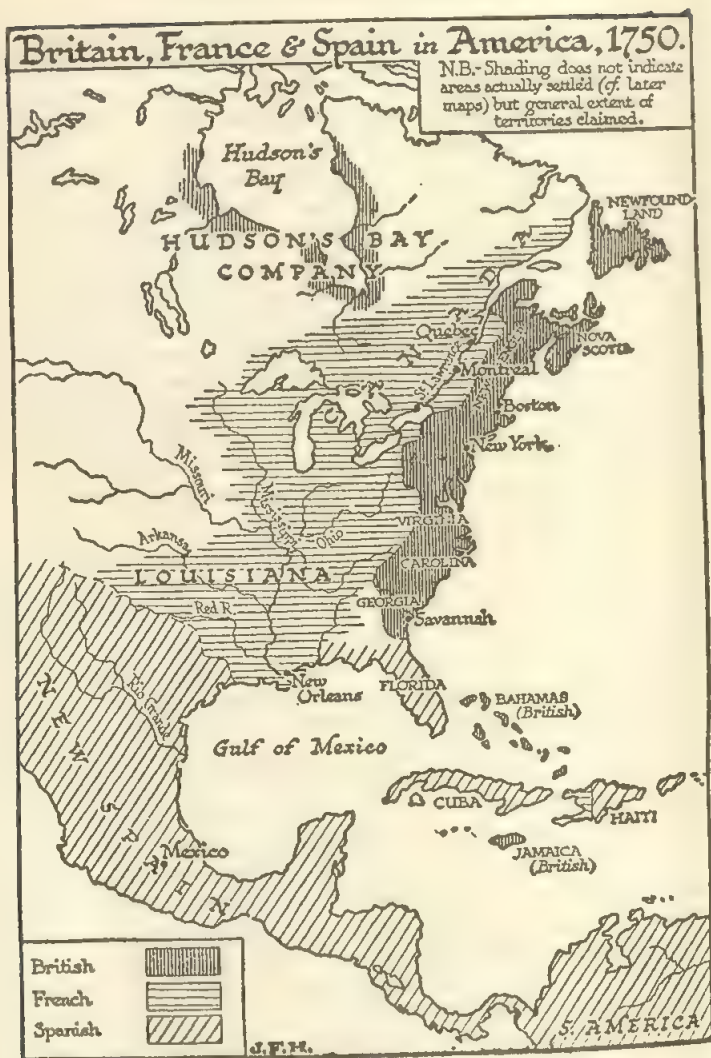 Britain, France & Spain in America, 1750.
N.B.- Shading does not indicate
areas actually settled (cf. later
maps) but general extent of
territories claimed.
Hudson's
Bay
NEWFOUND-
LAND
HUDSON'S BAY
COMPANY
Quebec
NOVA
SCOTIA
Montreal
Boston
New York
Missouri
Mississippi
Ohio
VIRGINIA
Arkansas
CAROLINA
LOUISIANA
GEORGIA
Red R.
Savannah
New
Orleans
FLORIDA
Rio Grande
BAHAMAS
(British)
NEW SPAIN
Gulf of Mexico
CUBA
HAITI
Mexico
JAMAICA
(British)
British
French
Spanish
S. AMERICA
J.F.H.